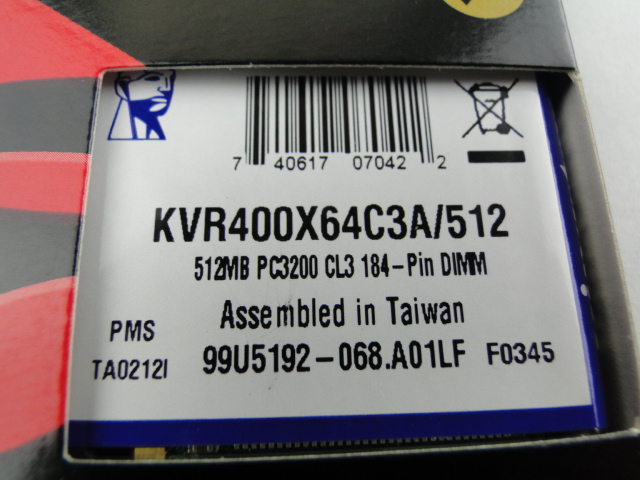 7 40617 07042 2
KVR400X64C3A/512
512MB PC3200 CL3 184-Pin DIMM
Assembled in Taiwan
PMS
TA0212I 99U5192-068.A01LF F0345